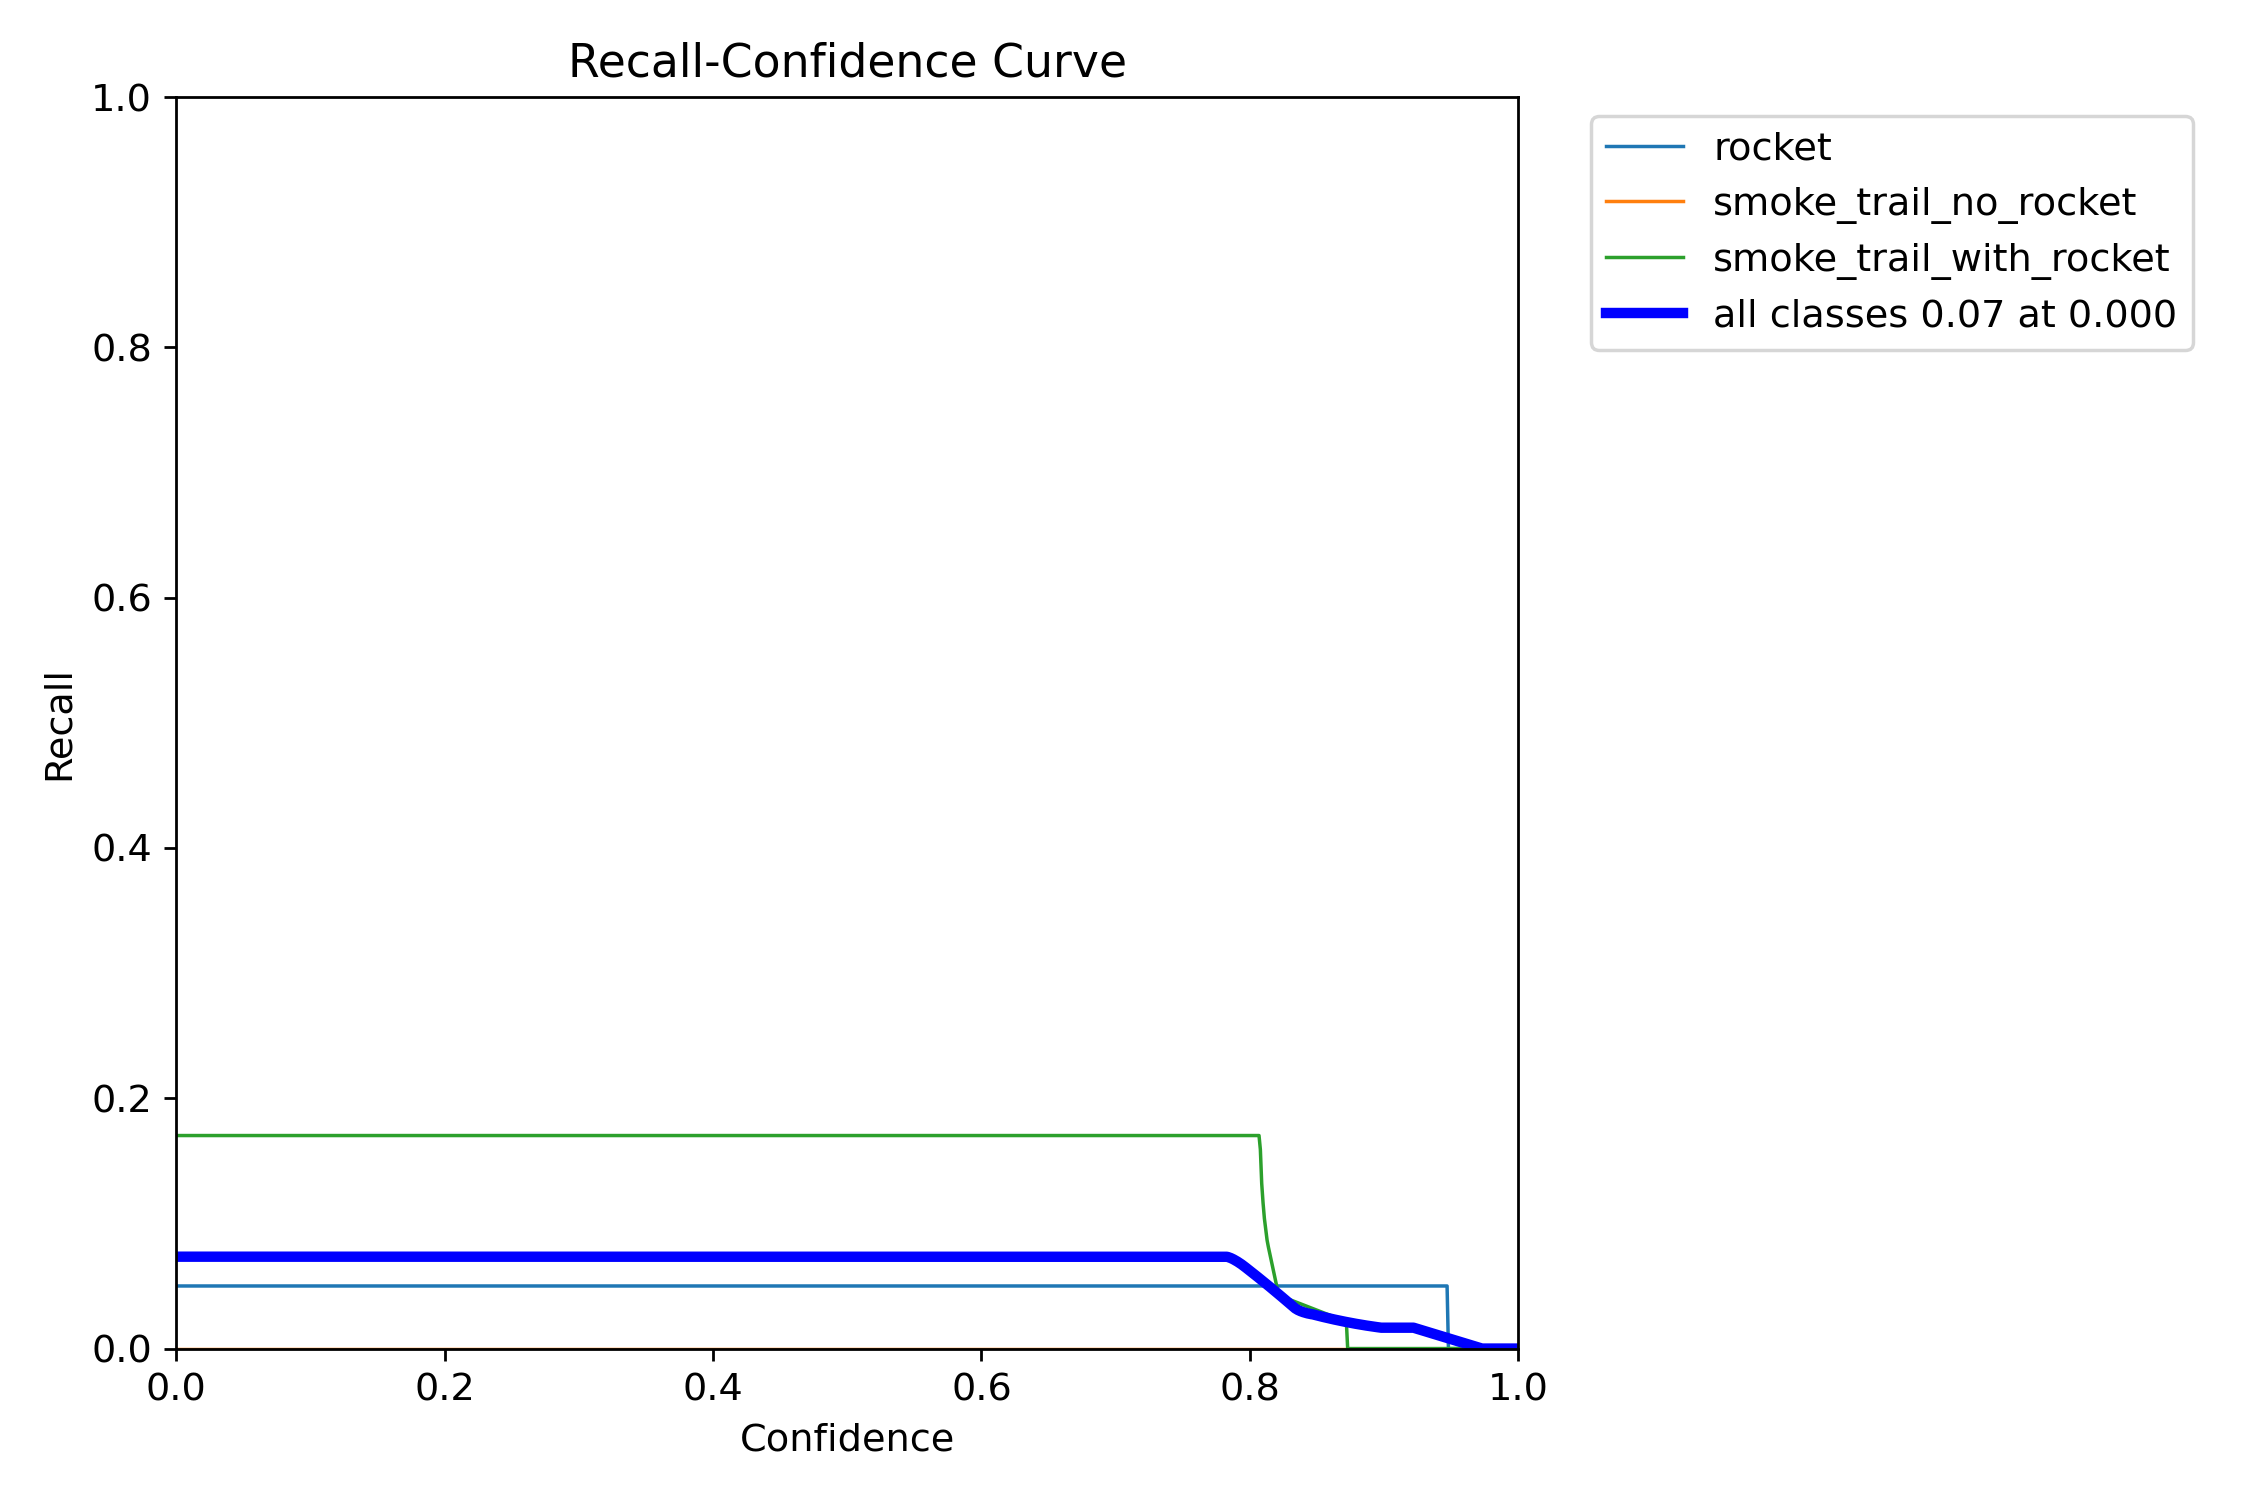 Recall-Confidence Curve
1.0
0.8
0.6
0.4
0.2
0.0
Recall
0.0 0.2 0.4 0.6 0.8 1.0
Confidence
rocket
smoke_trail_no_rocket
smoke_trail_with_rocket
all classes 0.07 at 0.000